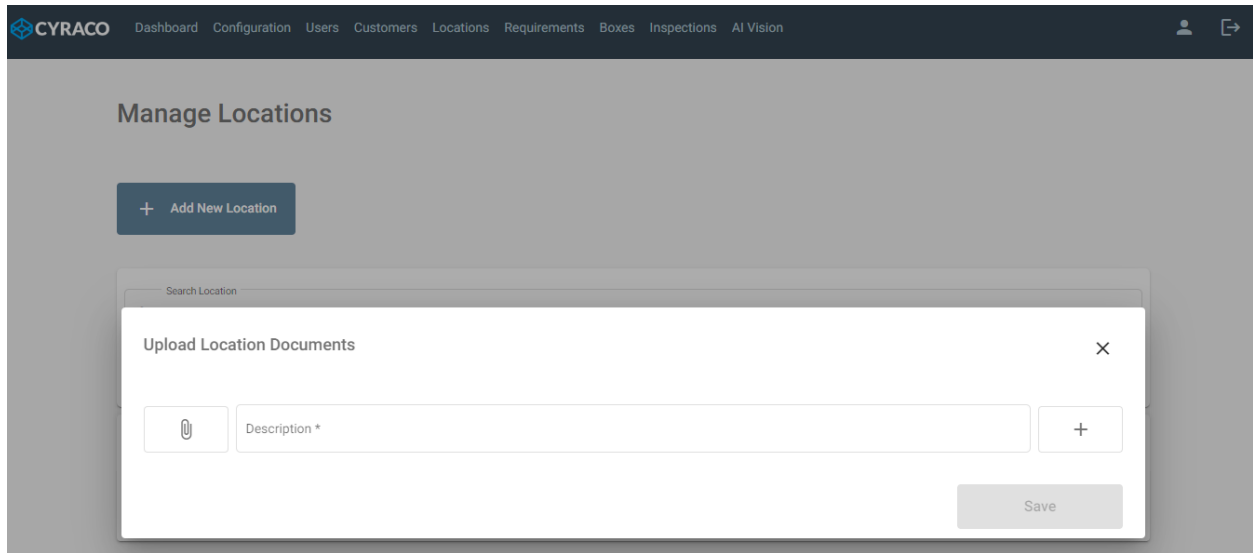 CYRACO Dashboard Configuration Users Customers Locations Requirements Boxes Inspections AI Vision
Manage Locations
Add New Location
Search Location
Upload Location Documents
Description *
Save